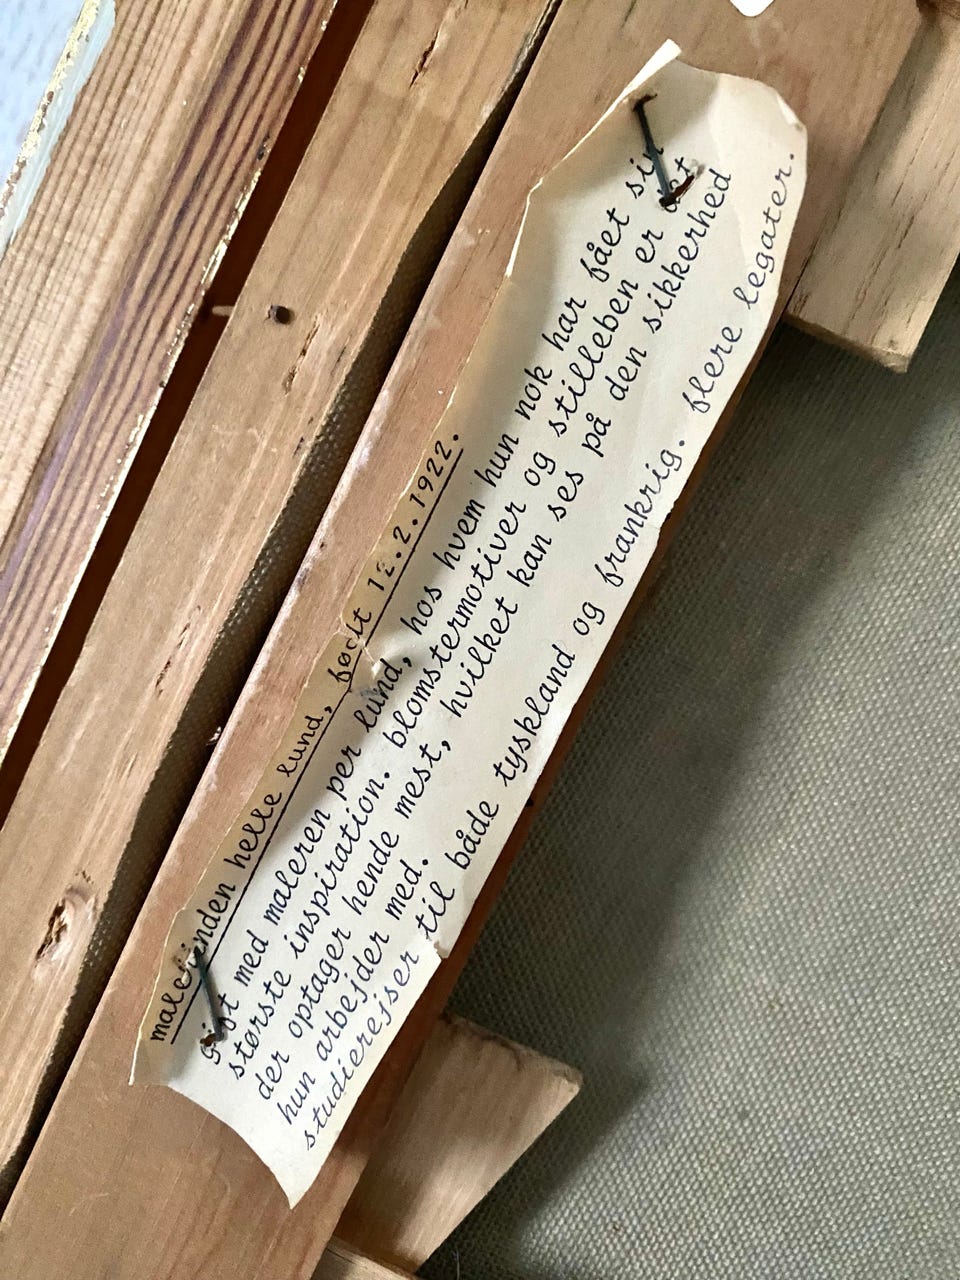 malerinden helle lund, født 12.2.1922.
gift med maleren per lund, hos hvem hun nok har fået sin
største inspiration. blomstermotiver og stilleben er det
der optager hende mest, hvilket kan ses på den sikkerhed
hun arbejder med.
studierejser til både tyskland og frankrig. flere legater.